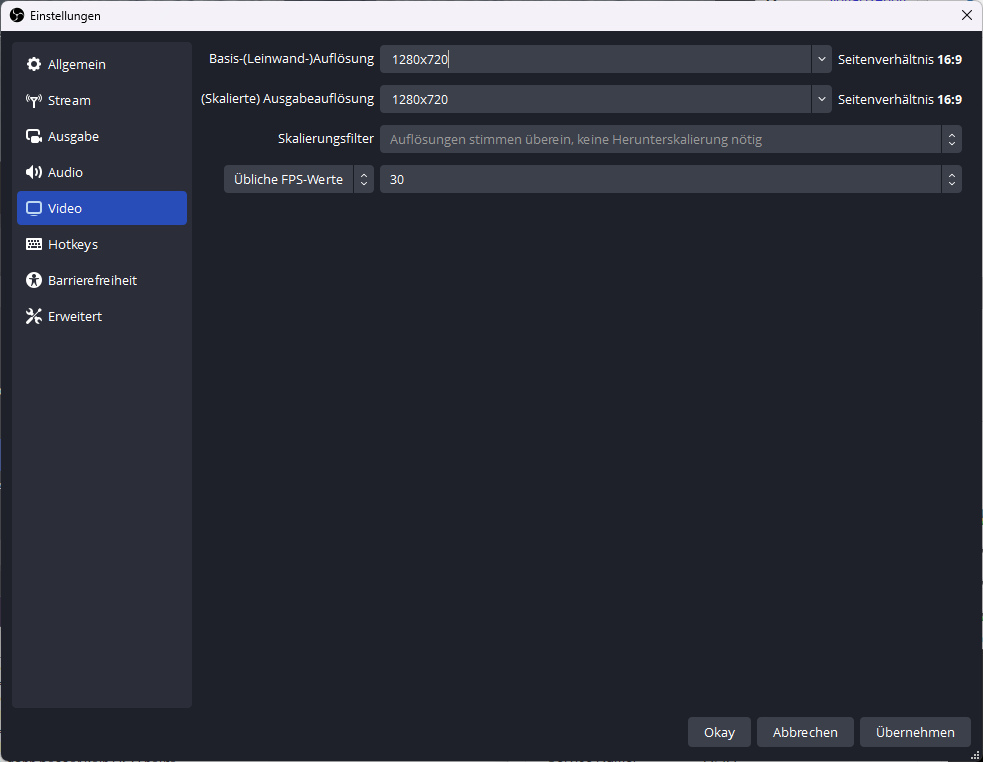 Einstellungen
Allgemein
Stream
Ausgabe
Audio
Video
Hotkeys
Barrierefreiheit
Erweitert
Basis-(Leinwand-)Auflösung 1280x720 Seitenverhältnis 16:9
(Skalierte) Ausgabeauflösung 1280x720 Seitenverhältnis 16:9
Skalierungsfilter Auflösungen stimmen überein, keine Herunterskalierung nötig
Übliche FPS-Werte 30
Okay Abbrechen Übernehmen